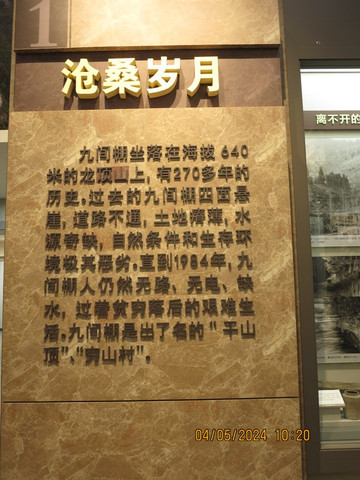 1
沧桑岁月
九间棚坐落在海拔640
米的龙顶山上,有270多年的
历史。过去的九间棚四面悬
崖,道路不通,土地瘠薄,水
源奇缺,自然条件和生存环
境极其恶劣。直到1984年,九
间棚人仍然无路、无电、缺
水,过着贫穷落后的艰难生
活。九间棚是出了名的“干山
顶”、“穷山村”。
离不开的
04/05/2024 10:20